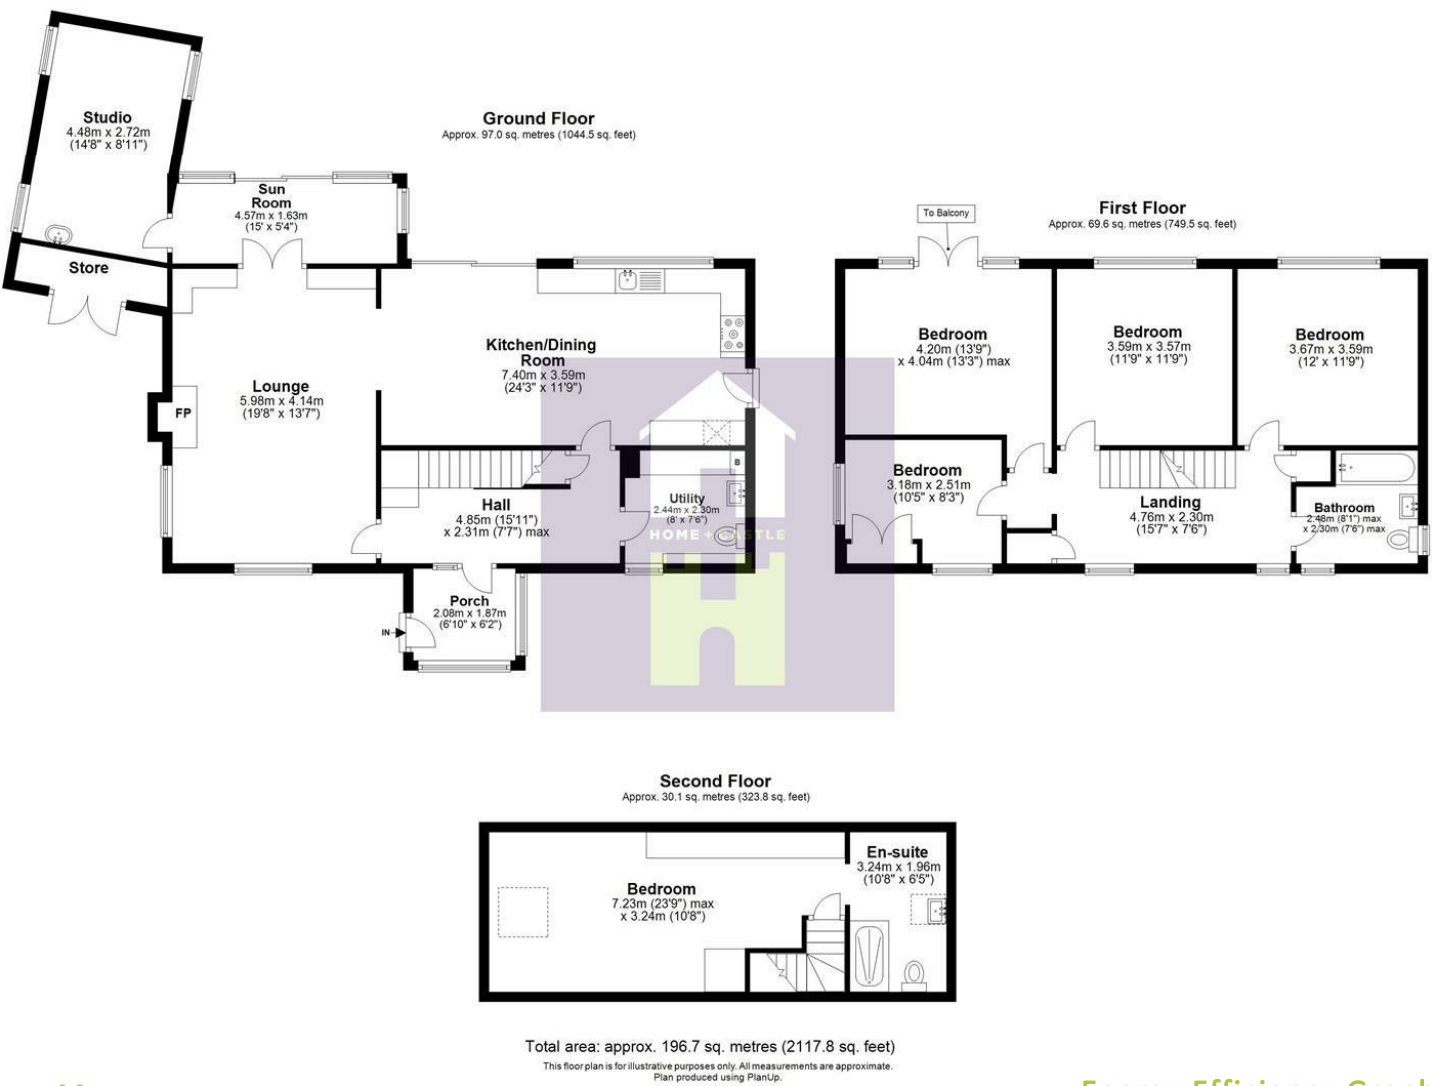 Ground Floor
Approx. 97.0 sq. metres (1044.5 sq. feet)
Studio
4.48m x 2.72m
(14'8" x 8'11")
Sun
Room
4.57m x 1.63m
(15' x 5'4")
Store
Lounge
5.98m x 4.14m
(19'8" x 13'7")
FP
Kitchen/Dining
Room
7.40m x 3.59m
(24'3" x 11'9")
Hall
4.85m (15'11")
x 2.31m (7'7") max
Utility
2.44m x 2.30m
(8' x 7'6")
B
Porch
2.08m x 1.87m
(6'10" x 6'2")
IN
HOME + CASTLE
First Floor
Approx. 69.6 sq. metres (749.5 sq. feet)
To Balcony
Bedroom
4.20m (13'9")
x 4.04m (13'3") max
Bedroom
3.59m x 3.57m
(11'9" x 11'9")
Bedroom
3.67m x 3.59m
(12' x 11'9")
Bedroom
3.18m x 2.51m
(10'5" x 8'3")
Landing
4.76m x 2.30m
(15'7" x 7'6")
Bathroom
2.48m (8'1") max
x 2.30m (7'6") max
Second Floor
Approx. 30.1 sq. metres (323.8 sq. feet)
Bedroom
7.23m (23'9") max
x 3.24m (10'8")
En-suite
3.24m x 1.96m
(10'8" x 6'5")
Total area: approx. 196.7 sq. metres (2117.8 sq. feet)
This floor plan is for illustrative purposes only. All measurements are approximate.
Plan produced using PlanUp.